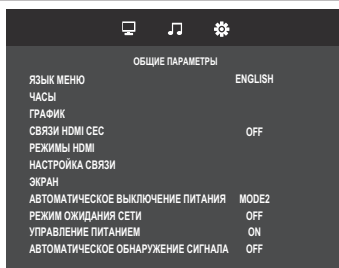 ОБЩИЕ ПАРАМЕТРЫ
ЯЗЫК МЕНЮ ENGLISH
ЧАСЫ
ГРАФИК
СВЯЗИ HDMI CEC OFF
РЕЖИМЫ HDMI
НАСТРОЙКА СВЯЗИ
ЭКРАН
АВТОМАТИЧЕСКОЕ ВЫКЛЮЧЕНИЕ ПИТАНИЯ MODE2
РЕЖИМ ОЖИДАНИЯ СЕТИ OFF
УПРАВЛЕНИЕ ПИТАНИЕМ ON
АВТОМАТИЧЕСКОЕ ОБНАРУЖЕНИЕ СИГНАЛА OFF